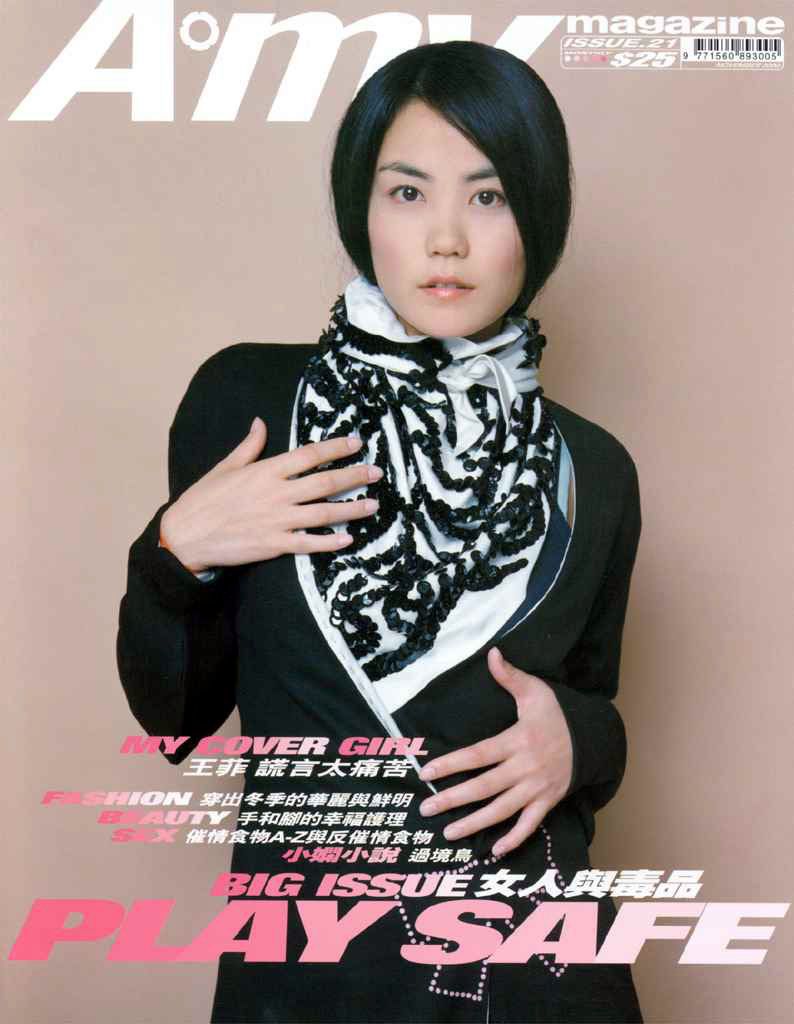 A•my
magazine
ISSUE.21
MONTHLY
$25
9 771560 893005
MY COVER GIRL
王菲 謊言太痛苦
FASHION 穿出冬季的華麗與鮮明
BEAUTY 手和腳的幸福護理
SEX 催情食物A-Z與反催情食物
小嫻小說 過境鳥
BIG ISSUE 女人與毒品
PLAY SAFE